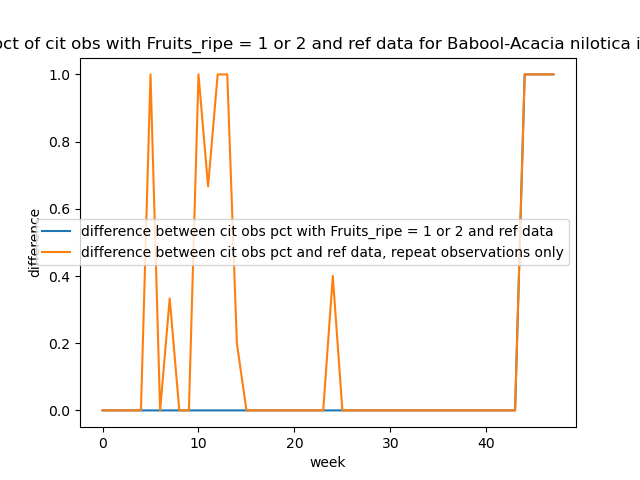 pct of cit obs with Fruits_ripe = 1 or 2 and ref data for Babool-Acacia nilotica i
1.0
0.8
0.6
0.4
0.2
0.0
difference
difference between cit obs pct with Fruits_ripe = 1 or 2 and ref data
difference between cit obs pct and ref data, repeat observations only
0 10 20 30 40
week